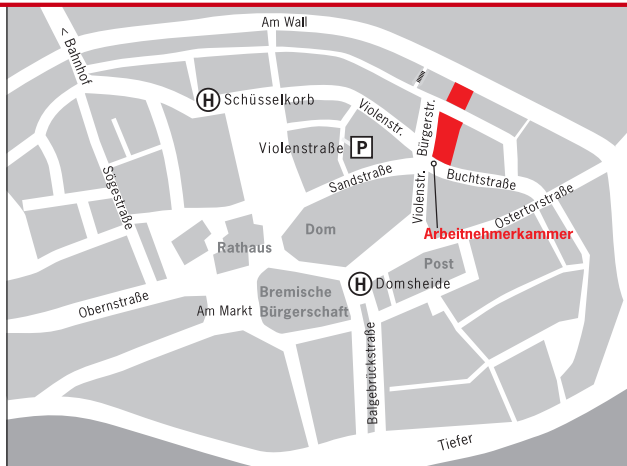 Am Wall
< Bahnhof
H Schüsselkorb
Violenstr.
Bürgerstr.
Violenstraße P
Sandstraße
Buchtstraße
Sögestraße
Violenstr.
Ostertorstraße
Dom
Arbeitnehmerkammer
Rathaus
Post
H Domsheide
Obernstraße
Bremische
Bürgerschaft
Am Markt
Balgebrückstraße
Tiefer